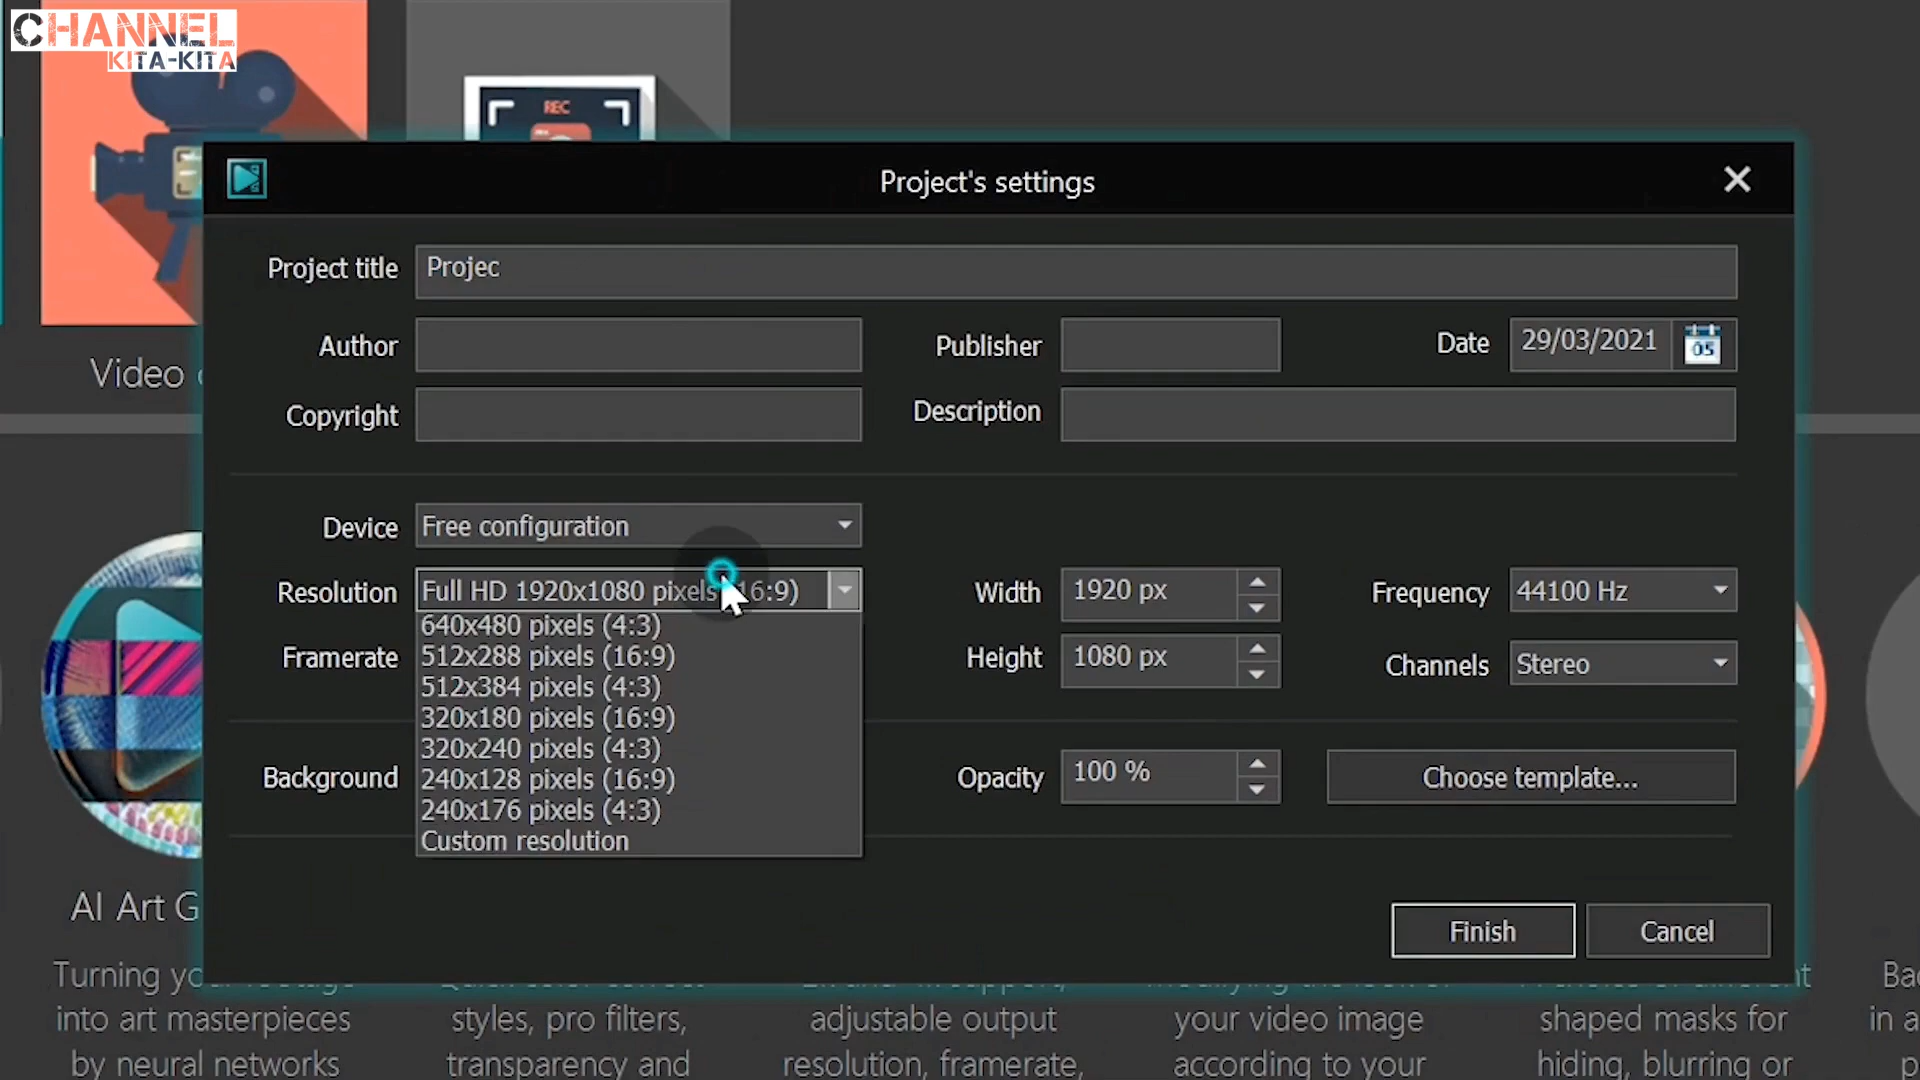 CHANNEL
KITA-KITA
REC
Project's settings
Project title Projec
Author Publisher Date 29/03/2021
05
Copyright Description
Video
Device Free configuration
Resolution Full HD 1920x1080 pixels 16:9) Width 1920 px Frequency 44100 Hz
640x480 pixels (4:3)
Framerate 512x288 pixels (16:9) Height 1080 px Channels Stereo
512x384 pixels (4:3)
320x180 pixels (16:9)
320x240 pixels (4:3)
Background 240x128 pixels (16:9) Opacity 100 % Choose template...
240x176 pixels (4:3)
Custom resolution
AI Art G
Finish Cancel
Turning
into art masterpieces styles, pro filters, adjustable output your video image shaped masks for in a
by neural networks transparency and resolution, framerate, according to your hiding, blurring or